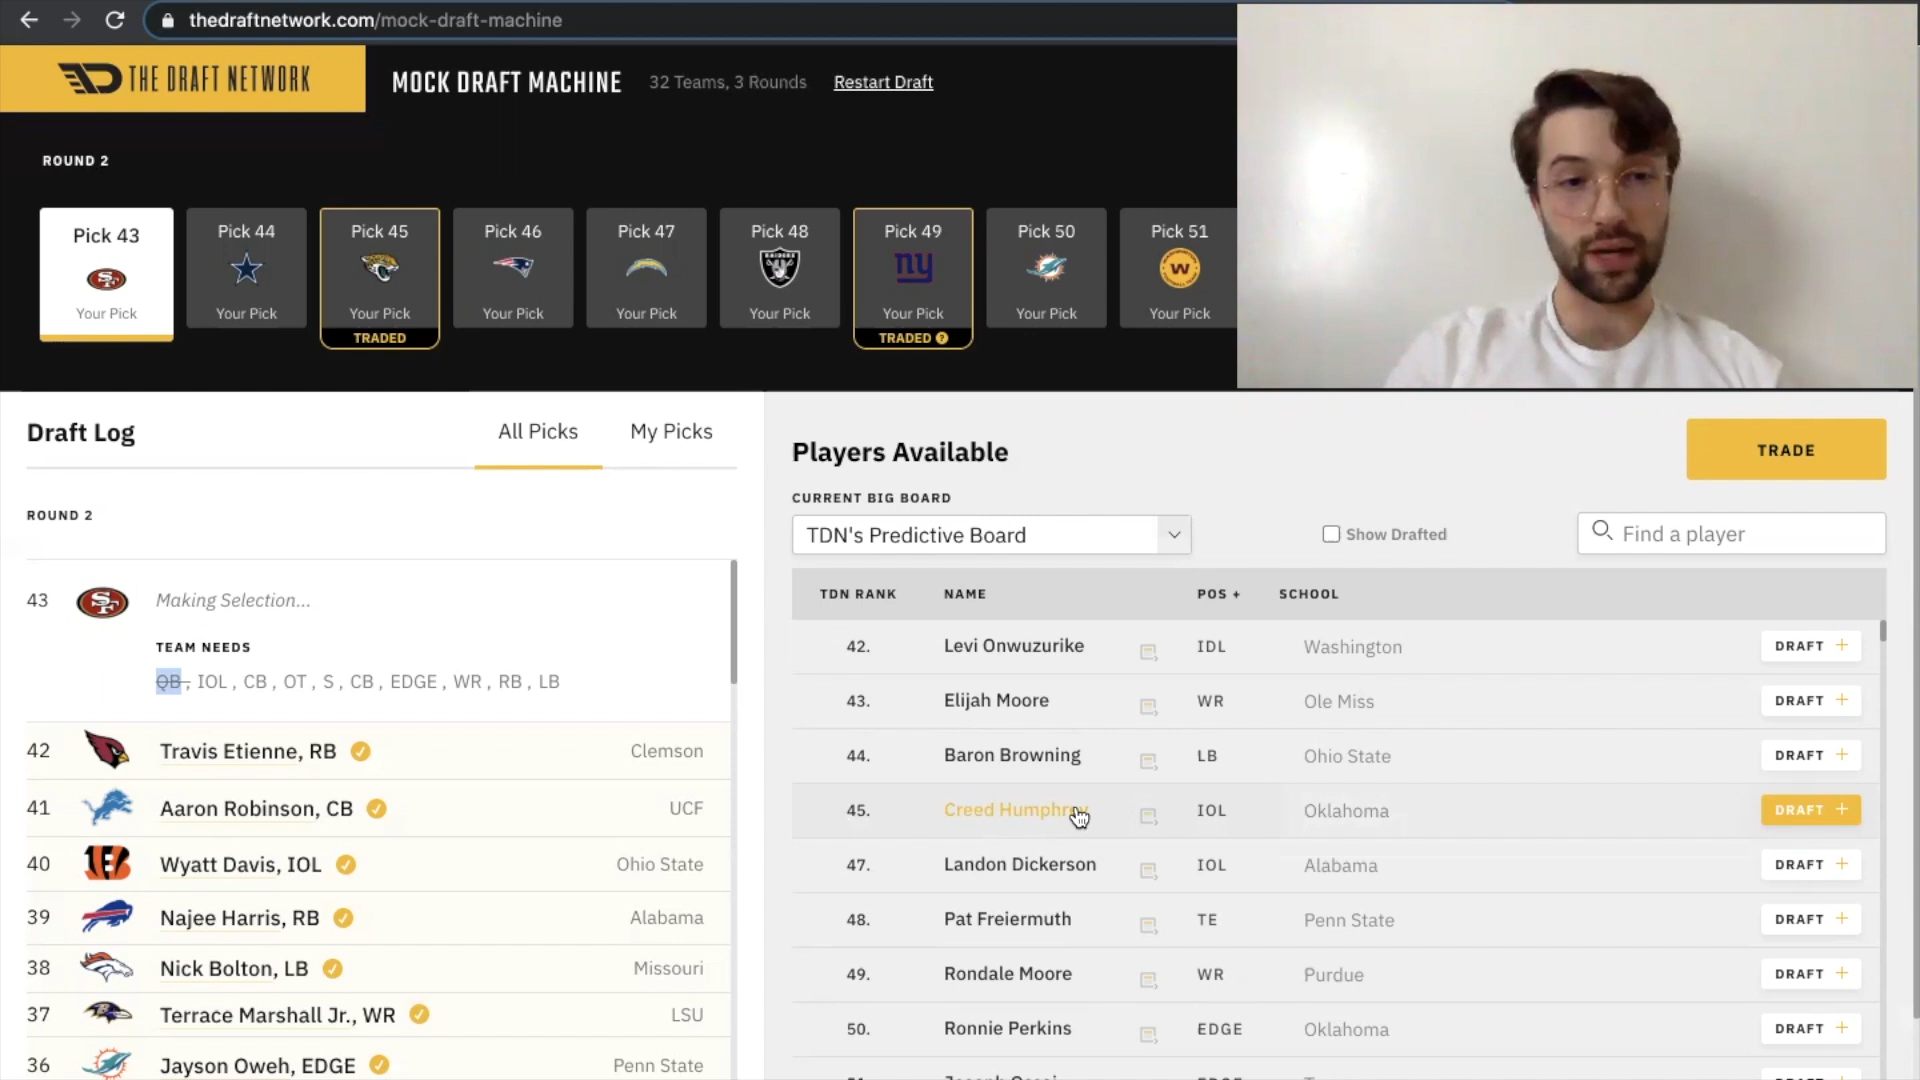 thedraftnetwork.com/mock-draft-machine
THE DRAFT NETWORK
MOCK DRAFT MACHINE
32 Teams, 3 Rounds
Restart Draft
ROUND 2
Pick 43
Your Pick
Pick 44
Your Pick
Pick 45
Your Pick
TRADED
Pick 46
Your Pick
Pick 47
Your Pick
Pick 48
RAIDERS
Your Pick
Pick 49
ny
Your Pick
TRADED ?
Pick 50
Your Pick
Pick 51
W
Your Pick
Draft Log
All Picks
My Picks
ROUND 2
43 SF Making Selection...
TEAM NEEDS
QB, IOL, CB, OT, S, CB, EDGE, WR, RB, LB
42 Travis Etienne, RB Clemson
41 Aaron Robinson, CB UCF
40 Wyatt Davis, IOL Ohio State
39 Najee Harris, RB Alabama
38 Nick Bolton, LB Missouri
37 Terrace Marshall Jr., WR LSU
36 Jayson Oweh, EDGE Penn State
Players Available
TRADE
CURRENT BIG BOARD
TDN's Predictive Board
Show Drafted
Find a player
TDN RANK NAME POS + SCHOOL
42. Levi Onwuzurike IDL Washington DRAFT +
43. Elijah Moore WR Ole Miss DRAFT +
44. Baron Browning LB Ohio State DRAFT +
45. Creed Humphrey IOL Oklahoma DRAFT +
47. Landon Dickerson IOL Alabama DRAFT +
48. Pat Freiermuth TE Penn State DRAFT +
49. Rondale Moore WR Purdue DRAFT +
50. Ronnie Perkins EDGE Oklahoma DRAFT +